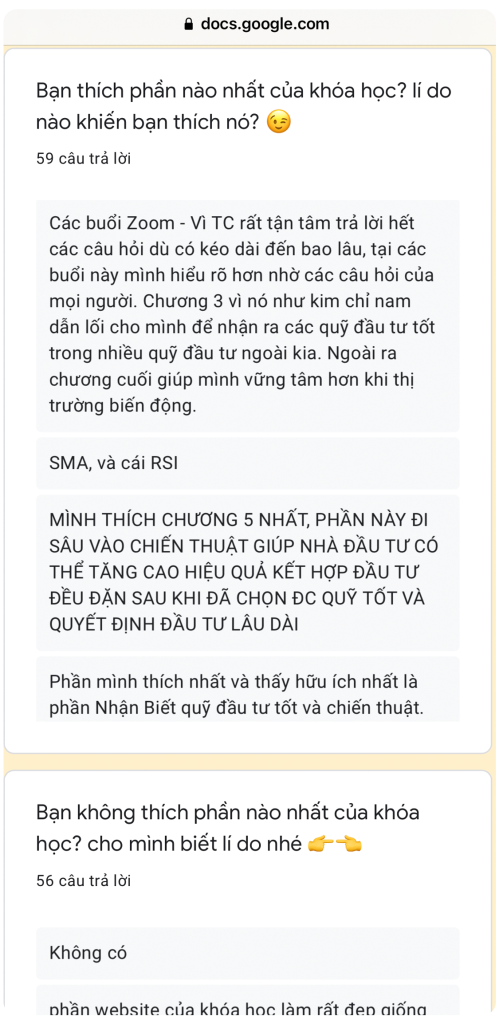 docs.google.com
Bạn thích phần nào nhất của khóa học? lí do
nào khiến bạn thích nó? 😉
59 câu trả lời
Các buổi Zoom - Vì TC rất tận tâm trả lời hết
các câu hỏi dù có kéo dài đến bao lâu, tại các
buổi này mình hiểu rõ hơn nhờ các câu hỏi của
mọi người. Chương 3 vì nó như kim chỉ nam
dẫn lối cho mình để nhận ra các quỹ đầu tư tốt
trong nhiều quỹ đầu tư ngoài kia. Ngoài ra
chương cuối giúp mình vững tâm hơn khi thị
trường biến động.
SMA, và cái RSI
MÌNH THÍCH CHƯƠNG 5 NHẤT, PHẦN NÀY ĐI
SÂU VÀO CHIẾN THUẬT GIÚP NHÀ ĐẦU TƯ CÓ
THỂ TĂNG CAO HIỆU QUẢ KẾT HỢP ĐẦU TƯ
ĐỀU ĐẶN SAU KHI ĐÃ CHỌN ĐC QUỸ TỐT VÀ
QUYẾT ĐỊNH ĐẦU TƯ LÂU DÀI
Phần mình thích nhất và thấy hữu ích nhất là
phần Nhận Biết quỹ đầu tư tốt và chiến thuật.
Bạn không thích phần nào nhất của khóa
học? cho mình biết lí do nhé 👉👈
56 câu trả lời
Không có
phần website của khóa học làm rất đẹp giống